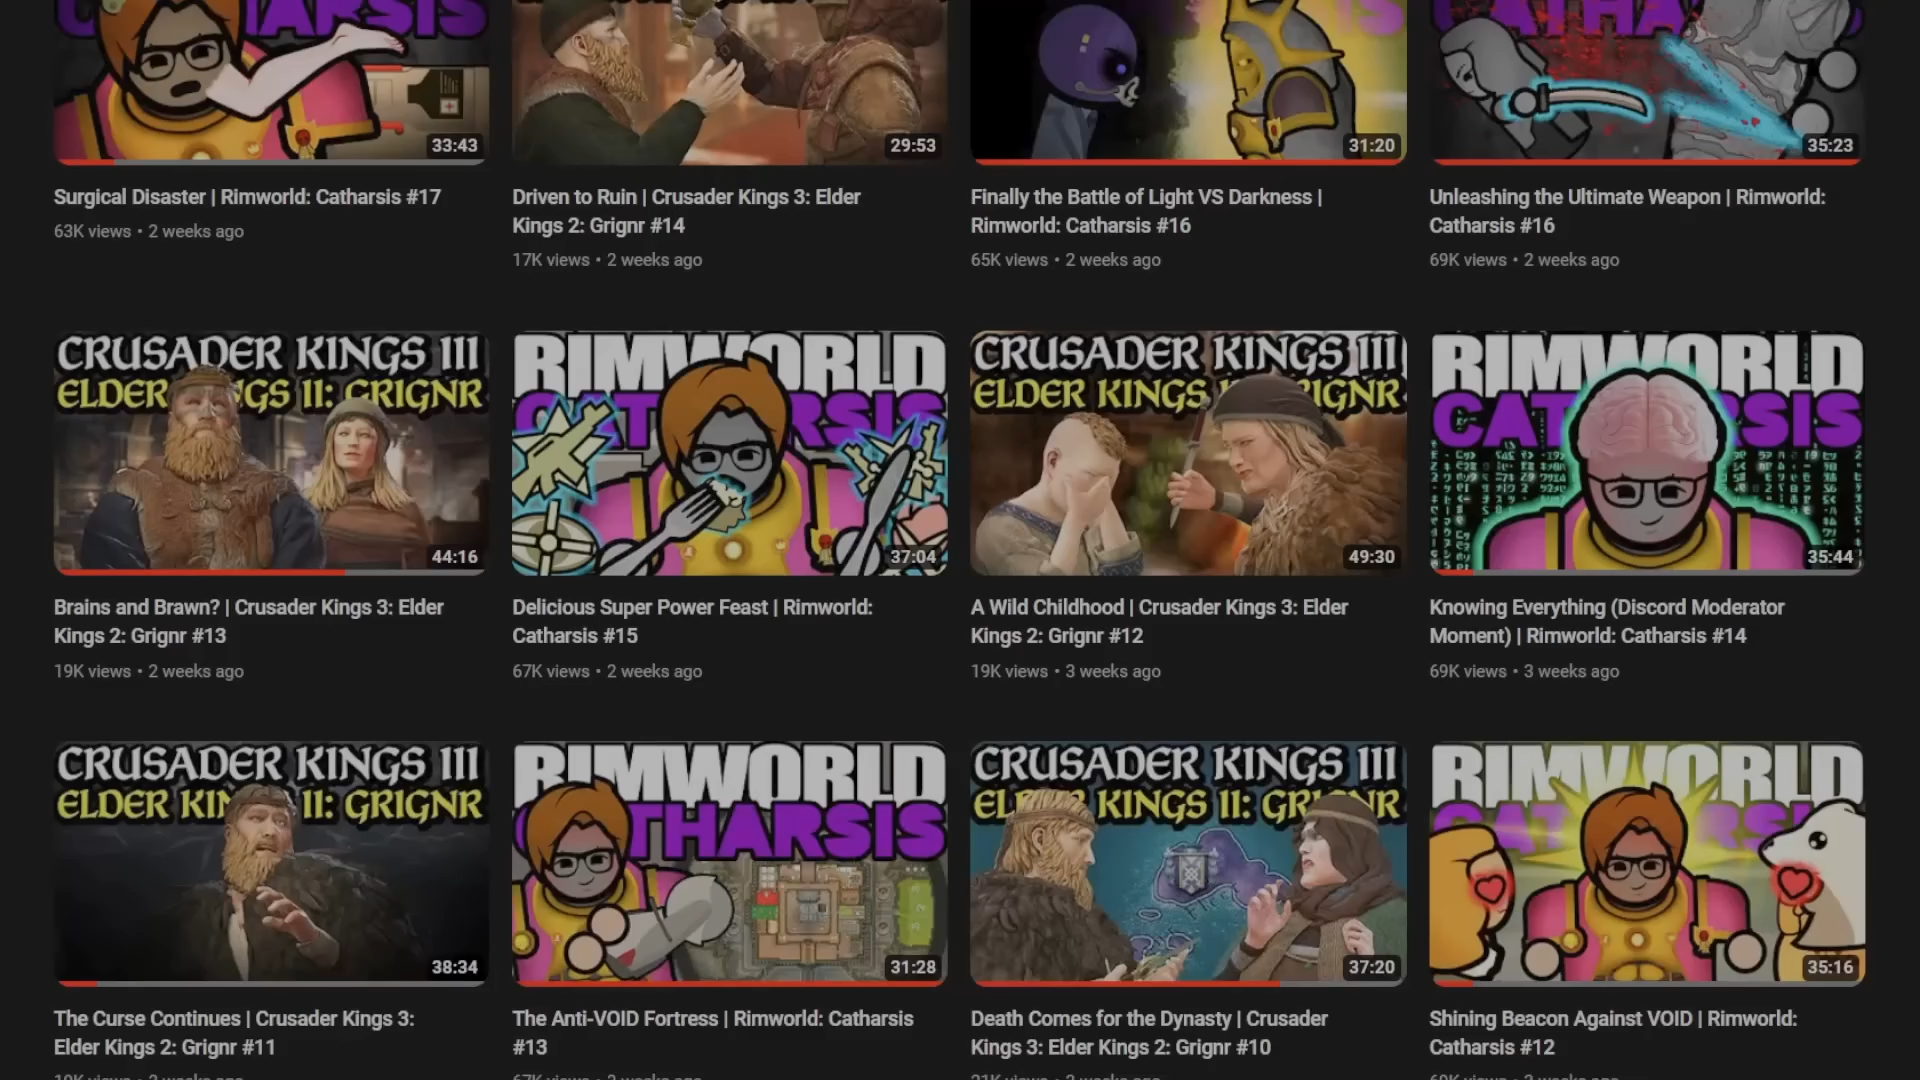 33:43
29:53
31:20
35:23
Surgical Disaster | Rimworld: Catharsis #17
63K views • 2 weeks ago
Driven to Ruin | Crusader Kings 3: Elder
Kings 2: Grignr #14
17K views • 2 weeks ago
Finally the Battle of Light VS Darkness |
Rimworld: Catharsis #16
65K views • 2 weeks ago
Unleashing the Ultimate Weapon | Rimworld:
Catharsis #16
69K views • 2 weeks ago
CRUSADER KINGS III
44:16
RIMWORLD
37:04
CRUSADER KINGS III
49:30
RIMWORLD
35:44
Brains and Brawn? | Crusader Kings 3: Elder
Kings 2: Grignr #13
19K views • 2 weeks ago
Delicious Super Power Feast | Rimworld:
Catharsis #15
67K views • 2 weeks ago
A Wild Childhood | Crusader Kings 3: Elder
Kings 2: Grignr #12
19K views • 3 weeks ago
Knowing Everything (Discord Moderator
Moment) | Rimworld: Catharsis #14
69K views • 3 weeks ago
CRUSADER KINGS III
38:34
RIMWORLD
31:28
CRUSADER KINGS III
37:20
RIMWORLD
35:16
The Curse Continues | Crusader Kings 3:
Elder Kings 2: Grignr #11
The Anti-VOID Fortress | Rimworld: Catharsis
#13
Death Comes for the Dynasty | Crusader
Kings 3: Elder Kings 2: Grignr #10
Shining Beacon Against VOID | Rimworld:
Catharsis #12